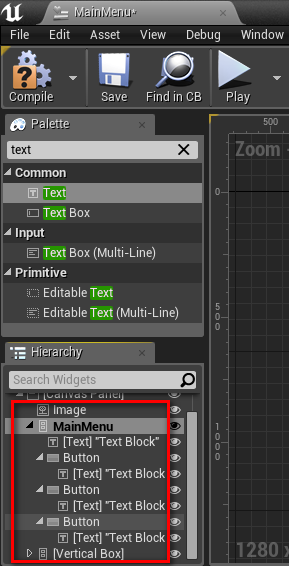 MainMenu*
File Edit Asset View Debug Window
Compile Save Find in CB Play
Palette
text
Common
Text
Text Box
Input
Text Box (Multi-Line)
Primitive
Editable Text
Editable Text (Multi-Line)
Hierarchy
Search Widgets
[Canvas Panel]
Image
MainMenu
[Text] "Text Block"
Button
[Text] "Text Block
Button
[Text] "Text Block
Button
[Text] "Text Block
[Vertical Box]
500
Zoom -
0
500
1000
1280 x